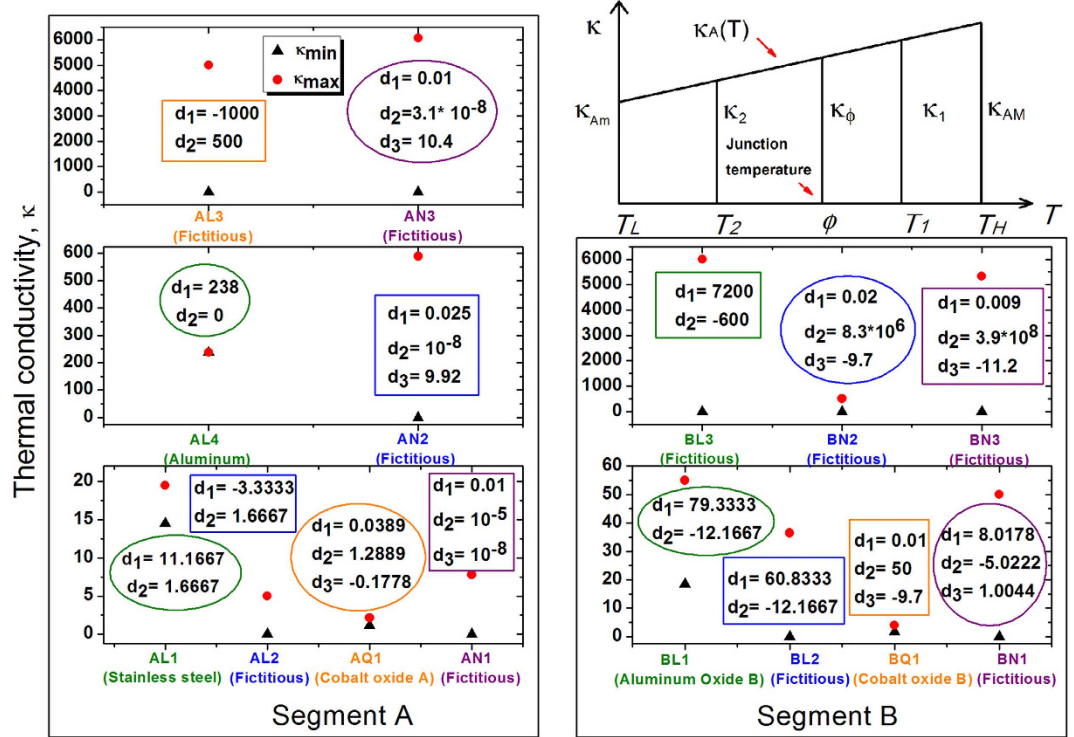 Thermal conductivity, κ
6000
5000
4000
3000
2000
1000
0
κmin
κmax
d1= -1000
d2= 500
d1= 0.01
d2=3.1* 10-8
d3= 10.4
AL3
(Fictitious)
AN3
(Fictitious)
600
500
400
300
200
100
0
d1= 238
d2= 0
d1= 0.025
d2= 10-8
d3= 9.92
AL4
(Aluminum)
AN2
(Fictitious)
20
15
10
5
0
d1= 11.1667
d2= 1.6667
d1= -3.3333
d2= 1.6667
d1= 0.0389
d2= 1.2889
d3= -0.1778
d1= 0.01
d2= 10-5
d3= 10-8
AL1
(Stainless steel)
AL2
(Fictitious)
AQ1
(Cobalt oxide A)
AN1
(Fictitious)
Segment A
κ
κA(T)
κAm
κ2
κϕ
κ1
κAM
Junction
temperature
TL
T2
ϕ
T1
TH
T
6000
5000
4000
3000
2000
1000
0
d1= 7200
d2= -600
d1= 0.02
d2= 8.3*106
d3= -9.7
d1= 0.009
d2= 3.9*108
d3= -11.2
BL3
(Fictitious)
BN2
(Fictitious)
BN3
(Fictitious)
60
50
40
30
20
10
0
d1= 79.3333
d2= -12.1667
d1= 60.8333
d2= -12.1667
d1= 0.01
d2= 50
d3= -9.7
d1= 8.0178
d2= -5.0222
d3= 1.0044
BL1
(Aluminum Oxide B)
BL2
(Fictitious)
BQ1
(Cobalt oxide B)
BN1
(Fictitious)
Segment B